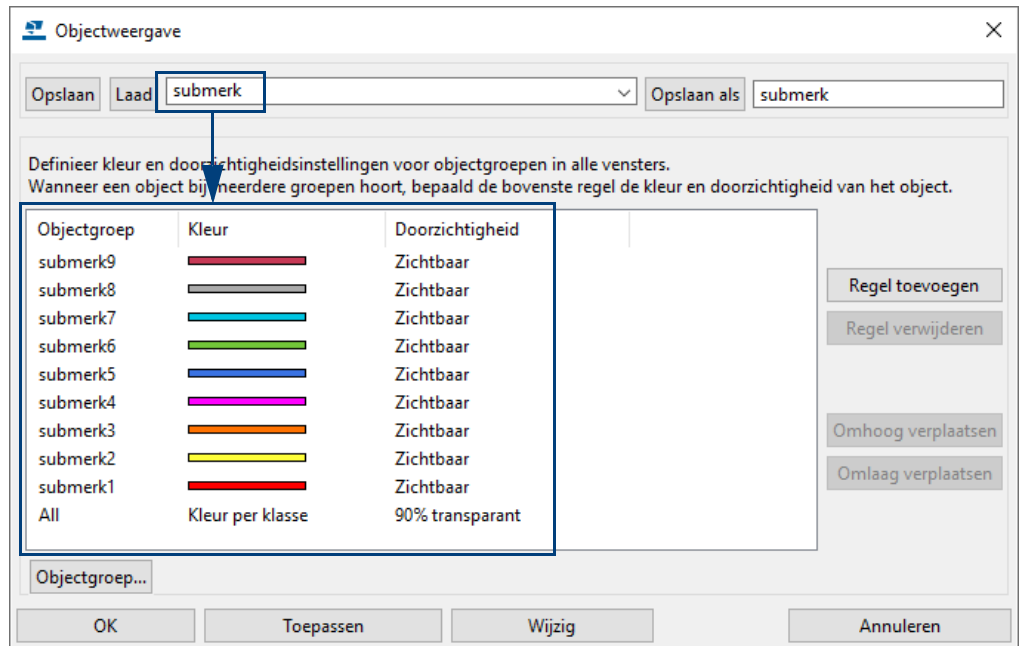 Objectweergave
Opslaan Laad submerk Opslaan als submerk
Definieer kleur en doorzichtigheidsinstellingen voor objectgroepen in alle vensters.
Wanneer een object bij meerdere groepen hoort, bepaald de bovenste regel de kleur en doorzichtigheid van het object.
Objectgroep Kleur Doorzichtigheid
submerk9 Zichtbaar
submerk8 Zichtbaar
submerk7 Zichtbaar
submerk6 Zichtbaar
submerk5 Zichtbaar
submerk4 Zichtbaar
submerk3 Zichtbaar
submerk2 Zichtbaar
submerk1 Zichtbaar
All Kleur per klasse 90% transparant
Regel toevoegen
Regel verwijderen
Omhoog verplaatsen
Omlaag verplaatsen
Objectgroep...
OK Toepassen Wijzig Annuleren